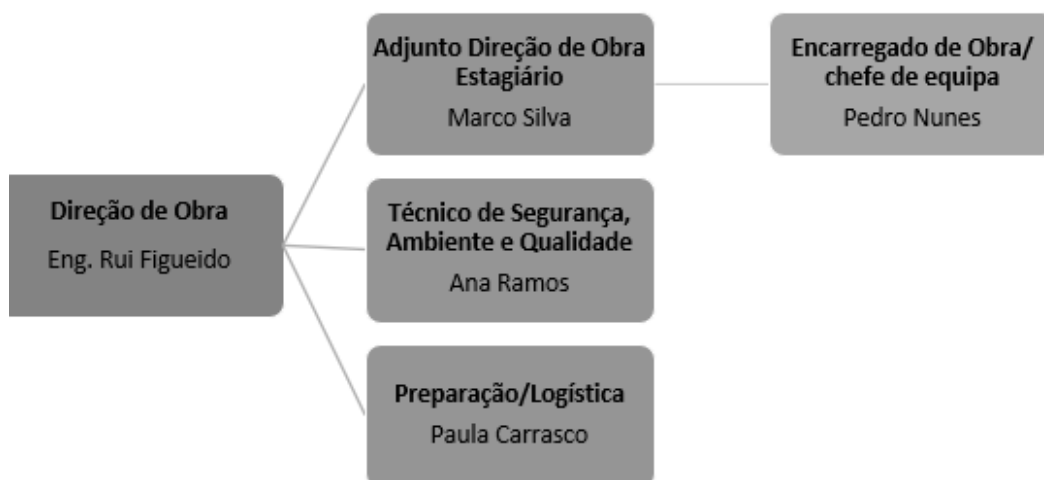 Adjunto Direção de Obra
Estagiário
Marco Silva
Encarregado de Obra/
chefe de equipa
Pedro Nunes
Direção de Obra
Eng. Rui Figueido
Técnico de Segurança,
Ambiente e Qualidade
Ana Ramos
Preparação/Logística
Paula Carrasco